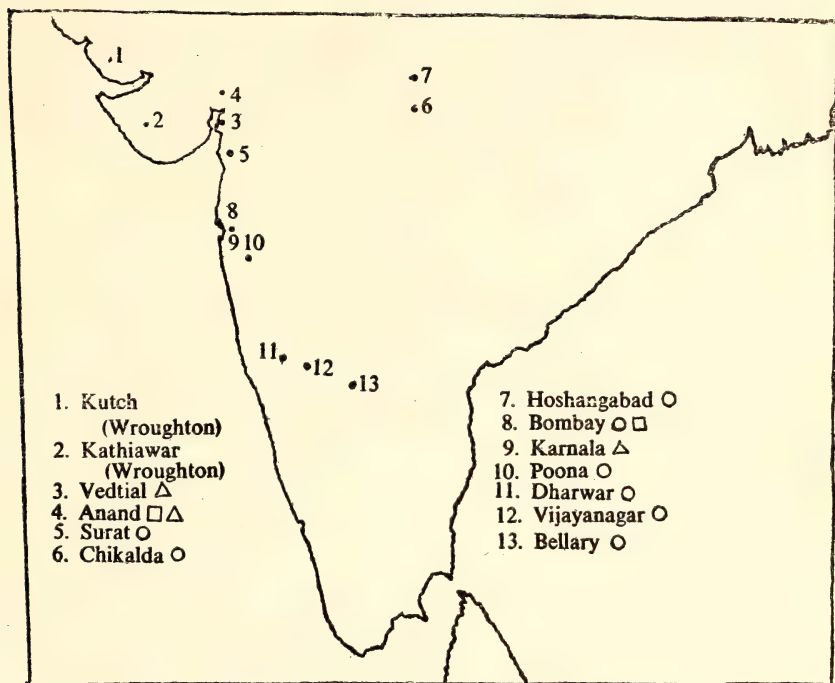 1
7
4
6
2
3
5
8
9 10
11
12
13
1. Kutch
(Wroughton)
2. Kathiawar
(Wroughton)
3. Vedtial △
4. Anand □ △
5. Surat ○
6. Chikalda ○
7. Hoshangabad ○
8. Bombay ○ □
9. Karnala △
10. Poona ○
11. Dharwar ○
12. Vijayanagar ○
13. Bellary ○